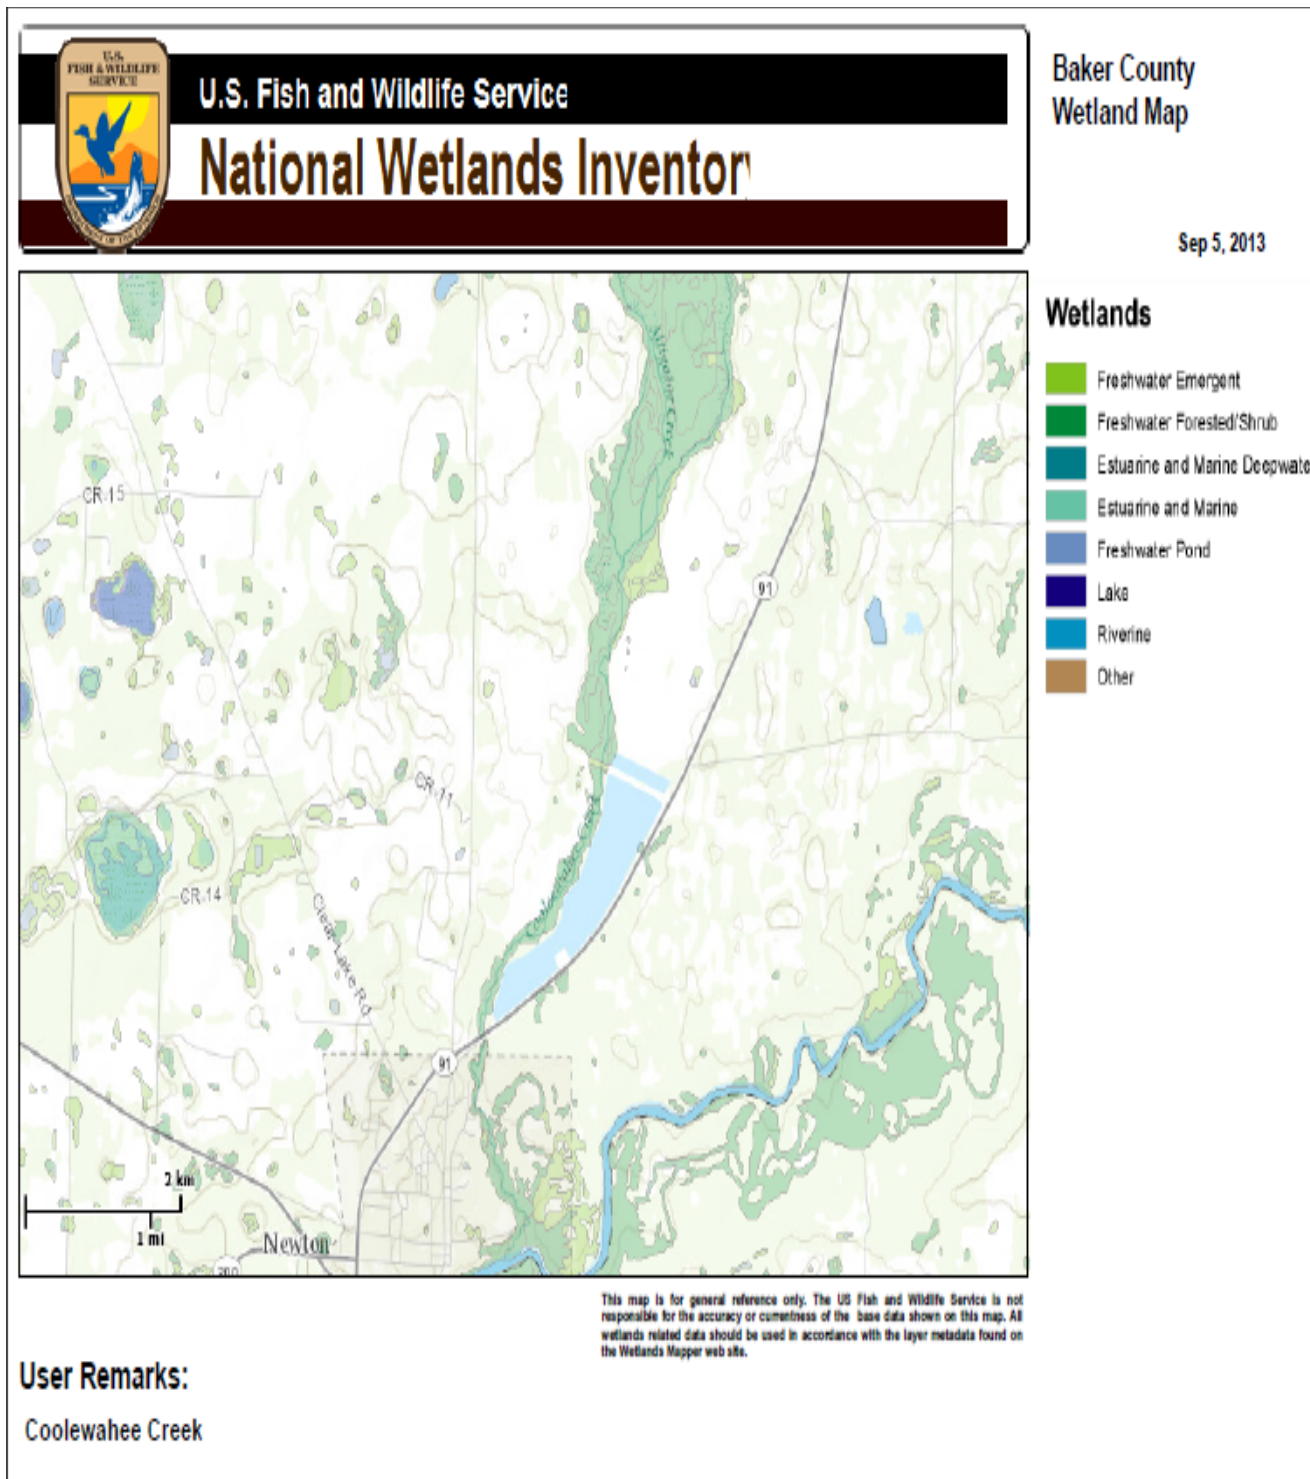 U.S.
FISH & WILDLIFE
SERVICE
U.S. Fish and Wildlife Service
National Wetlands Inventory
Baker County
Wetland Map
Sep 5, 2013
Wetlands
Freshwater Emergent
Freshwater Forested/Shrub
Estuarine and Marine Deepwate
Estuarine and Marine
Freshwater Pond
Lake
Riverine
Other
CR-15
91
CR-11
CR-14
Clear Lake Rd
91
2 km
1 mi
Newton
This map is for general reference only. The US Fish and Wildlife Service is not
responsible for the accuracy or currentness of the base data shown on this map. All
wetlands related data should be used in accordance with the layer metadata found on
the Wetlands Mapper web site.
User Remarks:
Coolewahee Creek